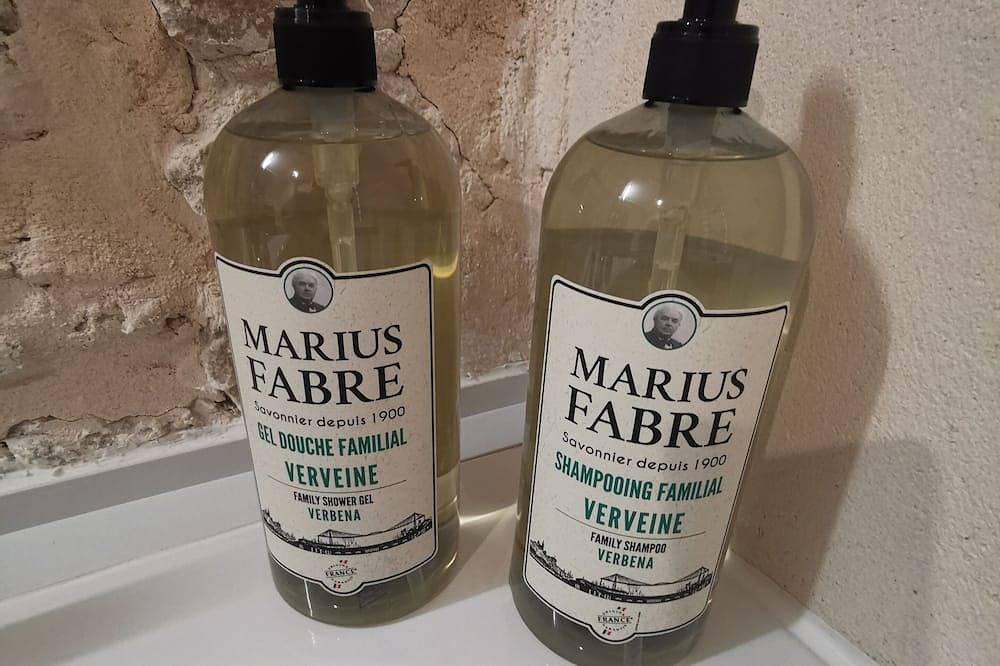 MARIUS
FABRE
Savonnier depuis 1900
GEL DOUCHE FAMILIAL
VERVEINE
FAMILY SHOWER GEL
VERBENA
FRANCE
MARIUS
FABRE
Savonnier depuis 1900
SHAMPOOING FAMILIAL
VERVEINE
FAMILY SHAMPOO
VERBENA
FRANCE